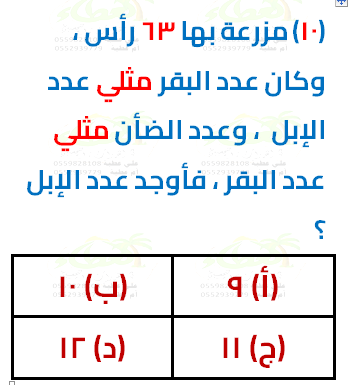 (١٠) مزرعة بها ٦٣ رأس ،
وكان عدد البقر مثلي عدد
الإبل ، وعدد الضأن مثلي
عدد البقر ، فأوجد عدد الإبل
؟
(أ) ٩
(ب) ١٠
(ج) ١١
(د) ١٢